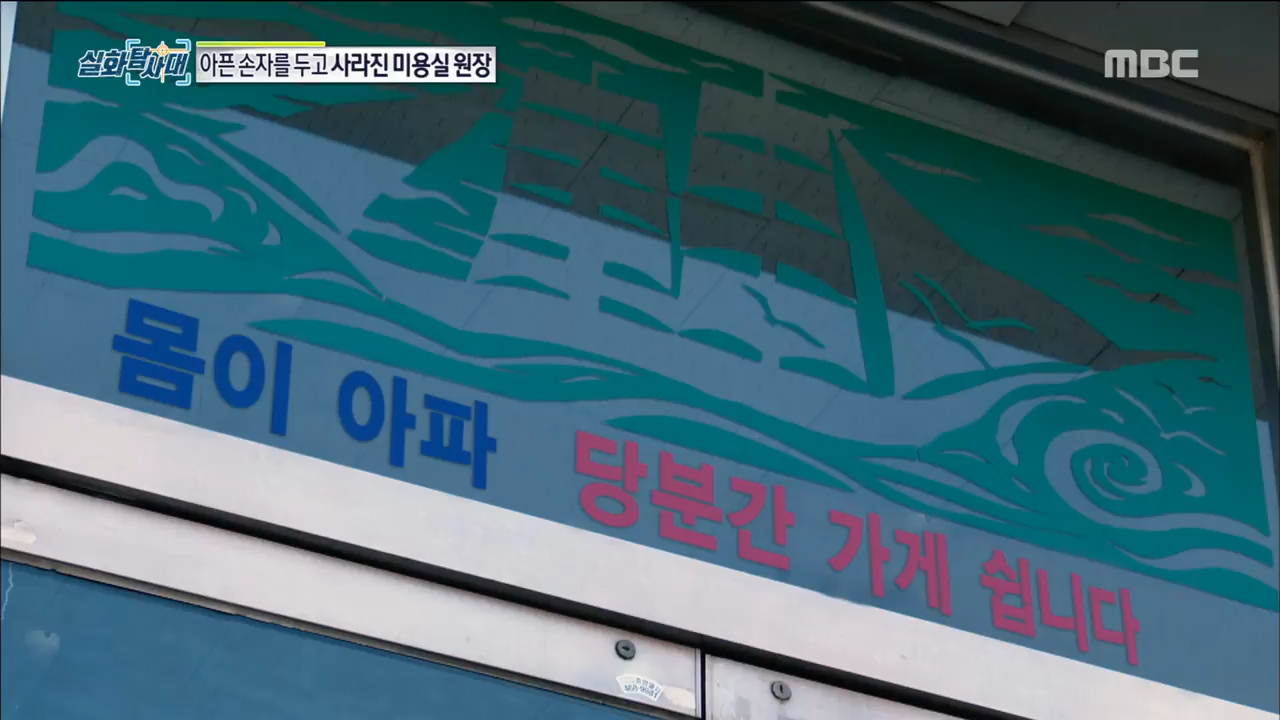 실화탐사대
아픈 손자를 두고 사라진 미용실 원장
MBC
몸이 아파 당분간 가게 쉽니다